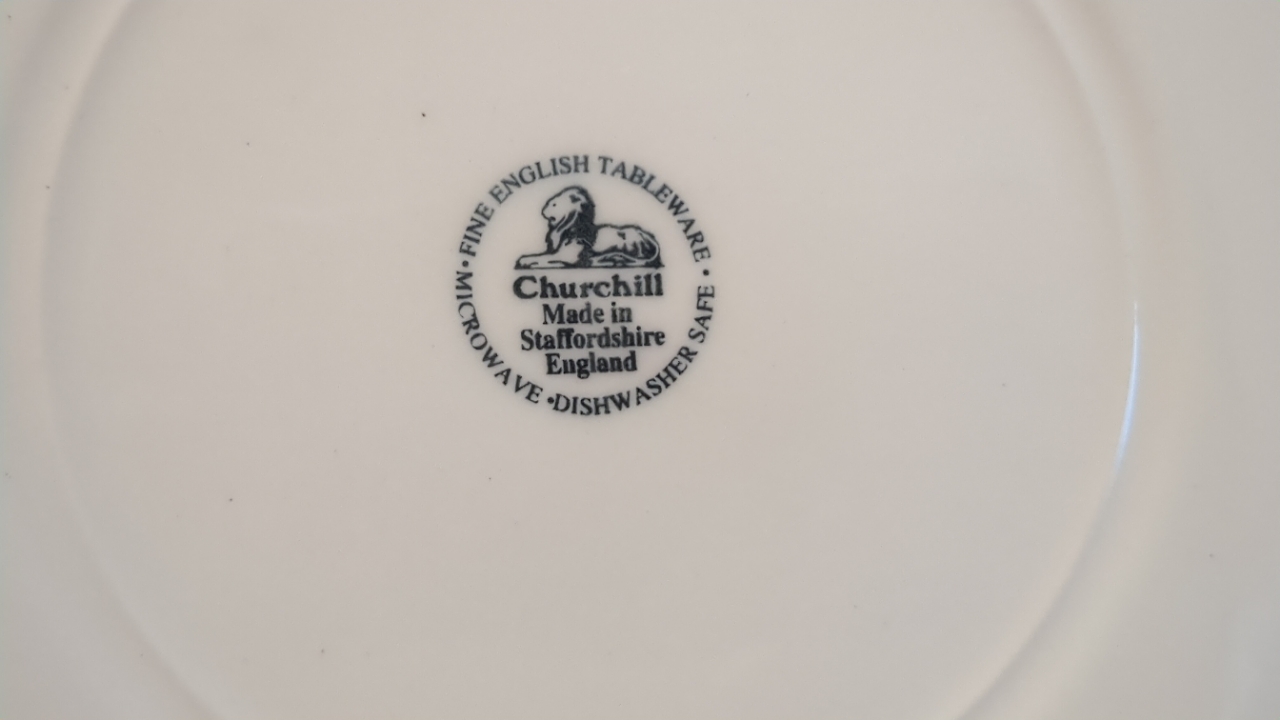 • FINE ENGLISH TABLEWARE •
Churchill
Made in
Staffordshire
England
MICROWAVE • DISHWASHER SAFE